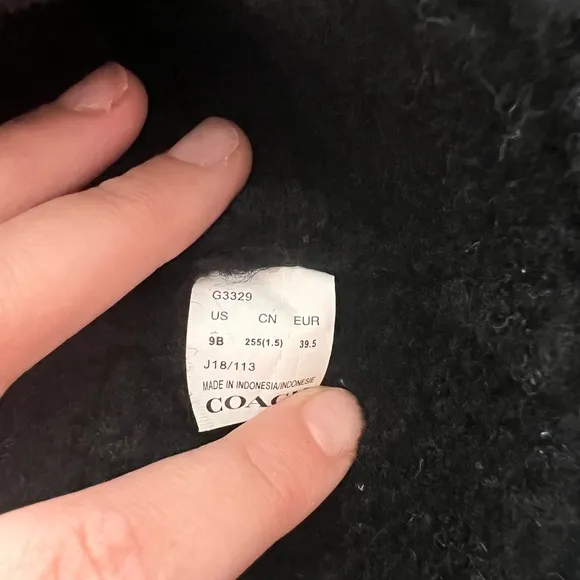 G3329
US CN EUR
9B 255(1.5) 39.5
J18/113
MADE IN INDONESIA/INDONESIE